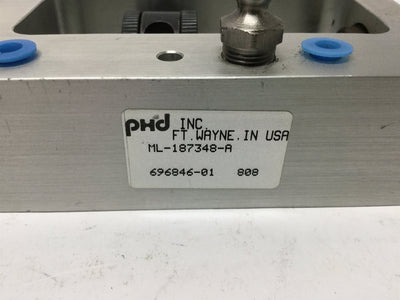 phd INC.
FT.WAYNE.IN USA
ML-187348-A
696846-01 808